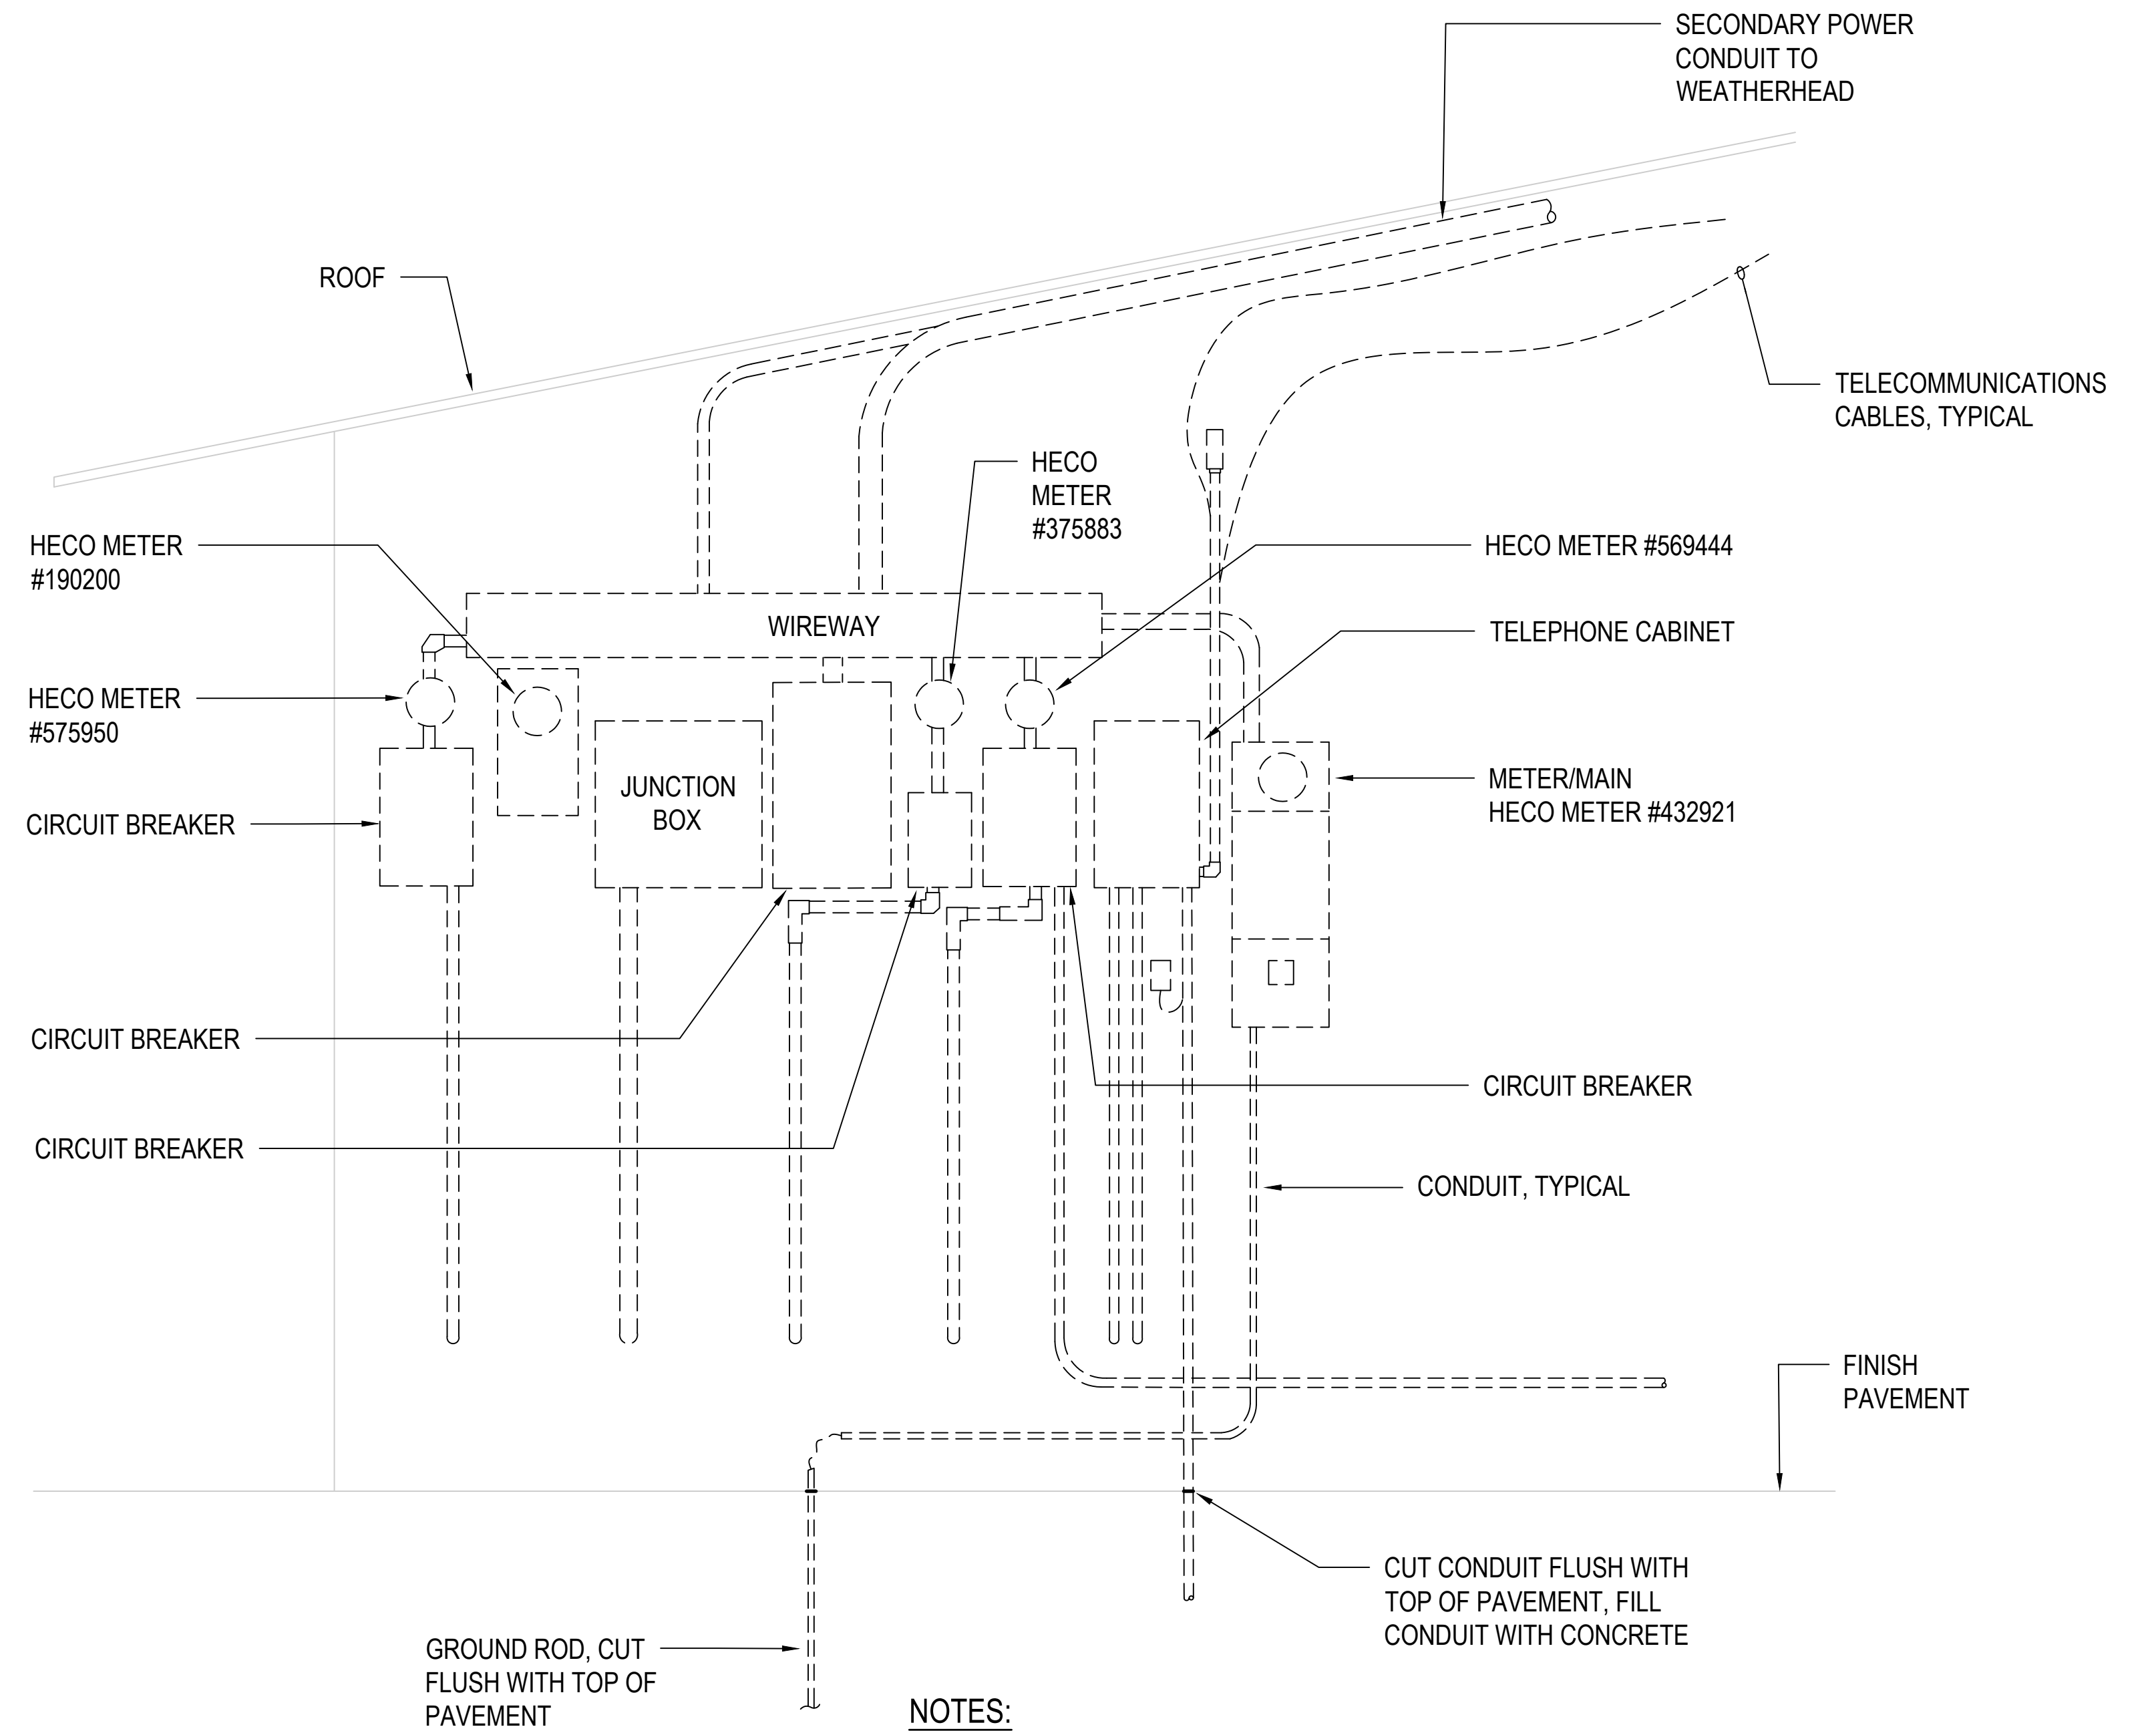 SECONDARY POWER
CONDUIT TO
WEATHERHEAD
ROOF
TELECOMMUNICATIONS
CABLES, TYPICAL
HECO
METER
#375883
HECO METER
#190200
HECO METER #569444
WIREWAY
TELEPHONE CABINET
HECO METER
#575950
JUNCTION
BOX
METER/MAIN
HECO METER #432921
CIRCUIT BREAKER
CIRCUIT BREAKER
CIRCUIT BREAKER
CIRCUIT BREAKER
CONDUIT, TYPICAL
FINISH
PAVEMENT
CUT CONDUIT FLUSH WITH
TOP OF PAVEMENT, FILL
CONDUIT WITH CONCRETE
GROUND ROD, CUT
FLUSH WITH TOP OF
PAVEMENT
NOTES: